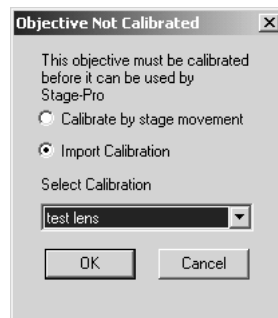 Objective Not Calibrated
This objective must be calibrated
before it can be used by
Stage-Pro
Calibrate by stage movement
Import Calibration
Select Calibration
test lens
OK
Cancel